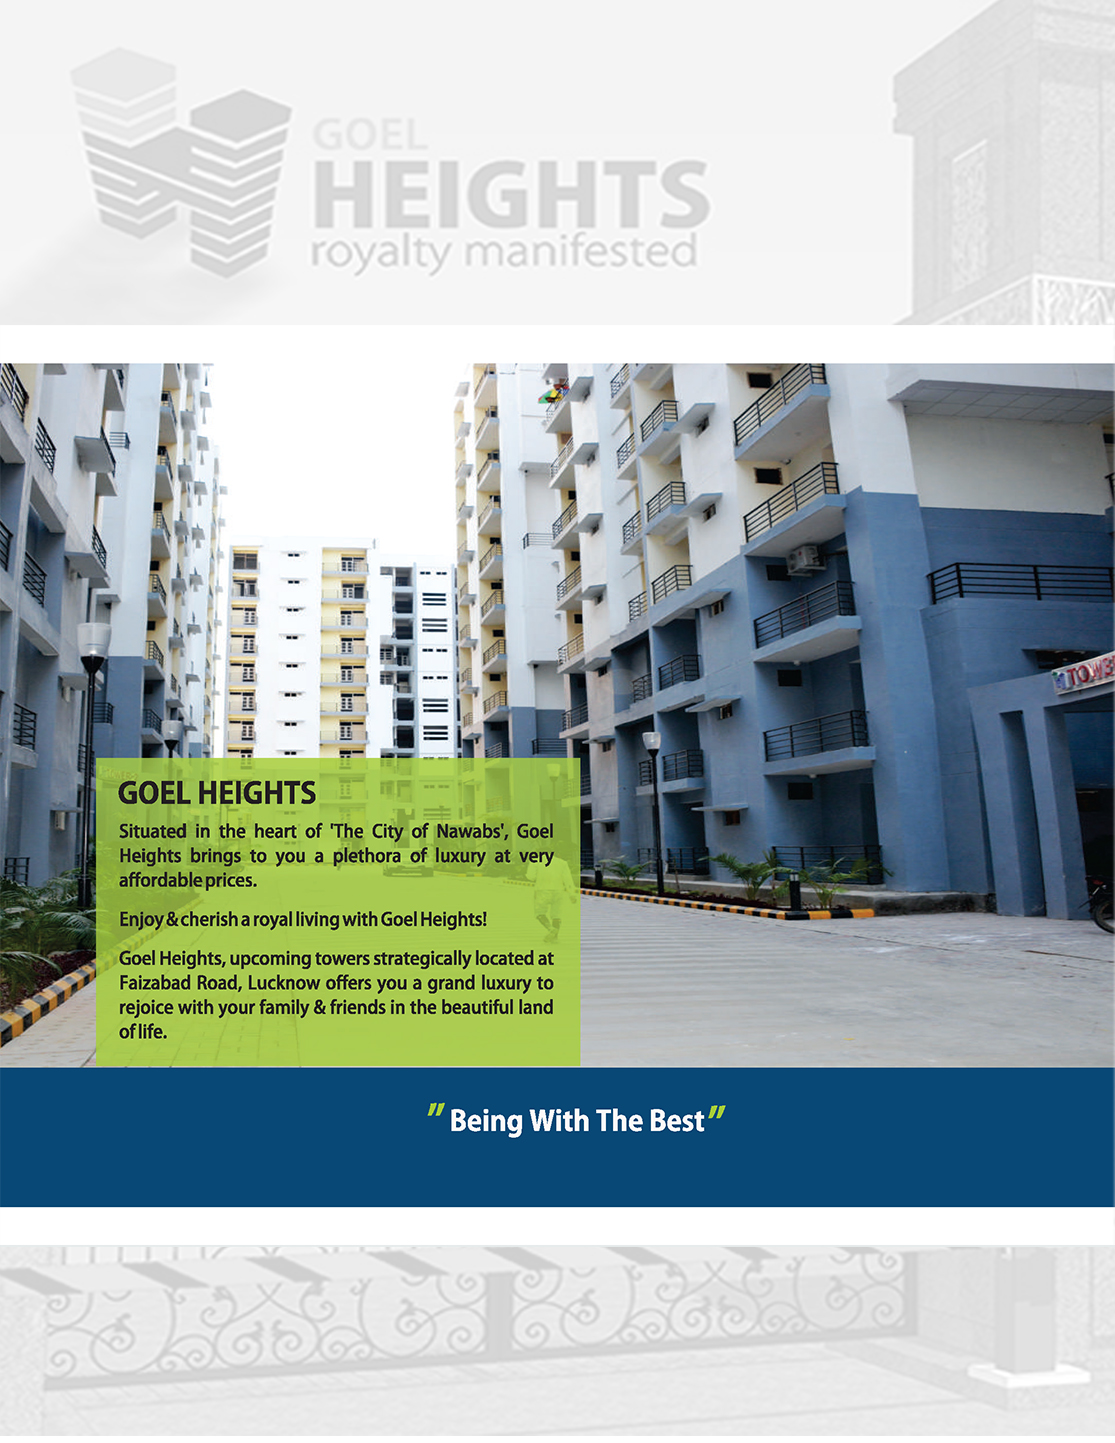 GOEL
HEIGHTS
royalty manifested
TOWE
GOEL HEIGHTS
Situated in the heart of 'The City of Nawabs', Goel
Heights brings to you a plethora of luxury at very
affordable prices.
Enjoy & cherish a royal living with Goel Heights!
Goel Heights, upcoming towers strategically located at
Faizabad Road, Lucknow offers you a grand luxury to
rejoice with your family & friends in the beautiful land
of life.
"Being With The Best"